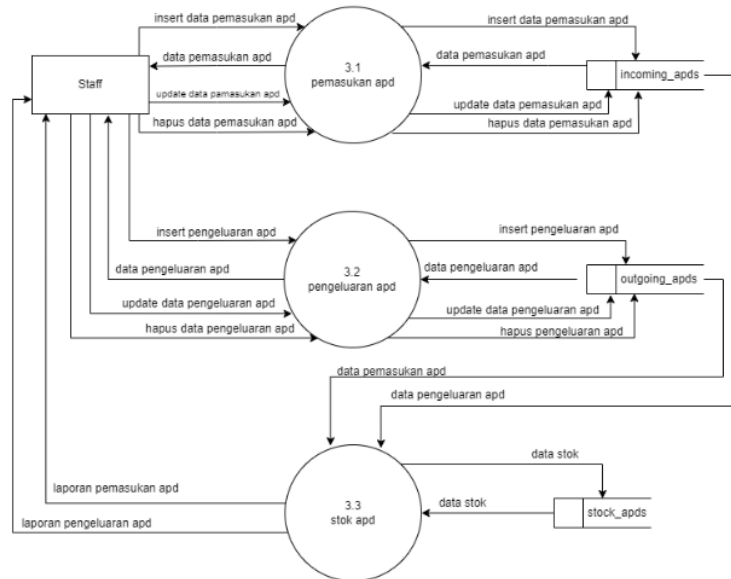 insert data pemasukan apd
insert data pemasukan apd
data pemasukan apd
data pemasukan apd
3.1
pemasukan apd
Staff
incoming_apds
update data pamasukan apd
update data pemasukan apd
hapus data pemasukan apd
hapus data pemasukan apd
insert pengeluaran apd
insert pengeluaran apd
data pengeluaran apd
data pengeluaran apd
3.2
pengeluaran apd
outgoing_apds
update data pengeluaran apd
update data pengeluaran apd
hapus data pengeluaran apd
hapus pengeluaran apd
data pemasukan apd
data pengeluaran apd
data stok
laporan pemasukan apd
data stok
3.3
stok apd
stock_apds
laporan pengeluaran apd